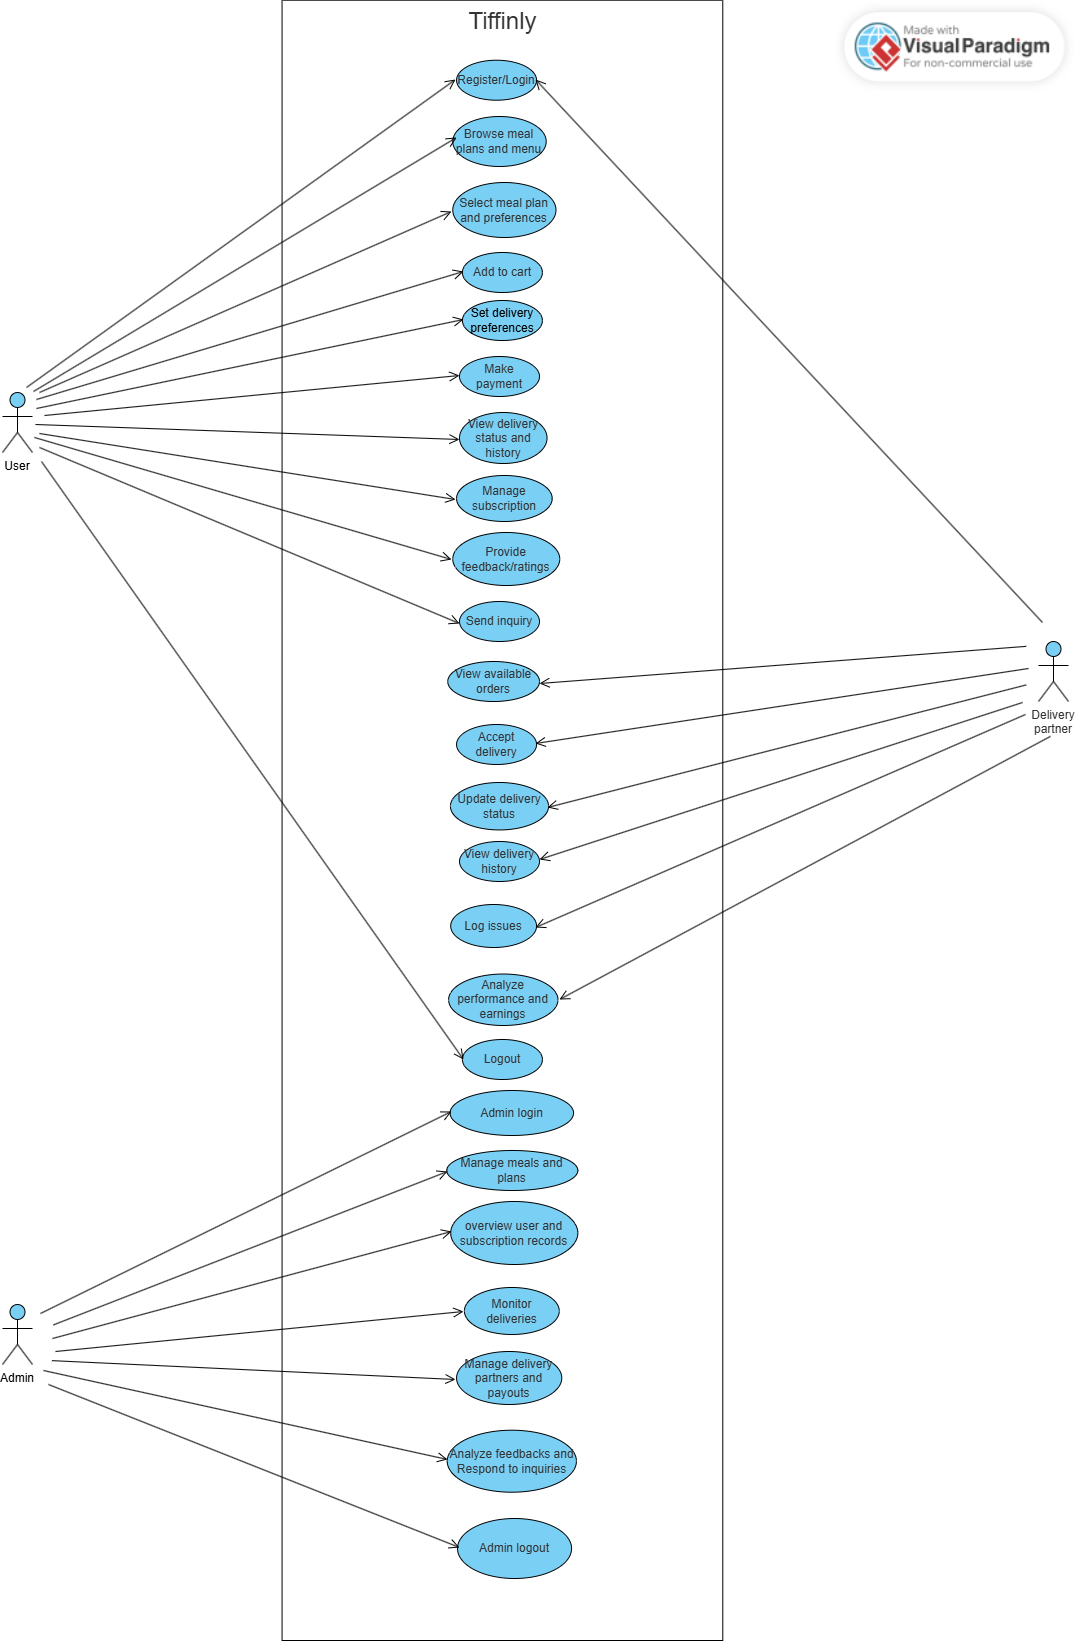 Tiffinly
Made with
Visual Paradigm
For non-commercial use
Register/Login
Browse meal
plans and menu
Select meal plan
and preferences
Add to cart
Set delivery
preferences
Make
payment
View delivery
status and
history
User
Manage
subscription
Provide
feedback/ratings
Send inquiry
View available
orders
Delivery
partner
Accept
delivery
Update delivery
status
View delivery
history
Log issues
Analyze
performance and
earnings
Logout
Admin login
Manage meals and
plans
overview user and
subscription records
Monitor
deliveries
Manage delivery
partners and
payouts
Admin
Analyze feedbacks and
Respond to inquiries
Admin logout